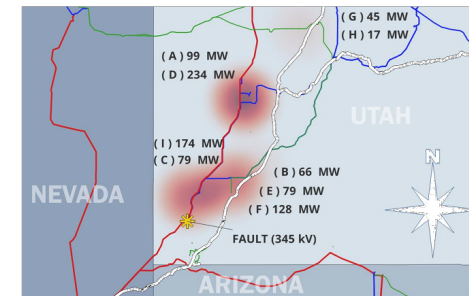 ( G ) 45 MW
( H ) 17 MW
( A ) 99 MW
( D ) 234 MW
UTAH
( I ) 174 MW
( C ) 79 MW
N
( B ) 66 MW
NEVADA
( E ) 79 MW
( F ) 128 MW
FAULT (345 kV)
ARIZONA